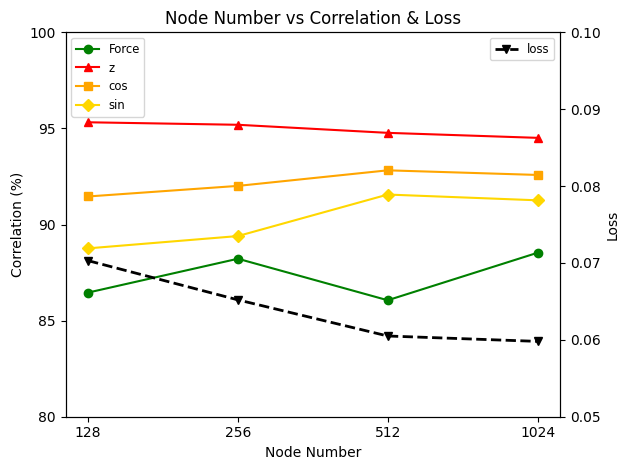 Node Number vs Correlation & Loss
Force
z
cos
sin
loss
100
95
90
85
80
Correlation (%)
0.10
0.09
0.08
0.07
0.06
0.05
Loss
128
256
512
1024
Node Number